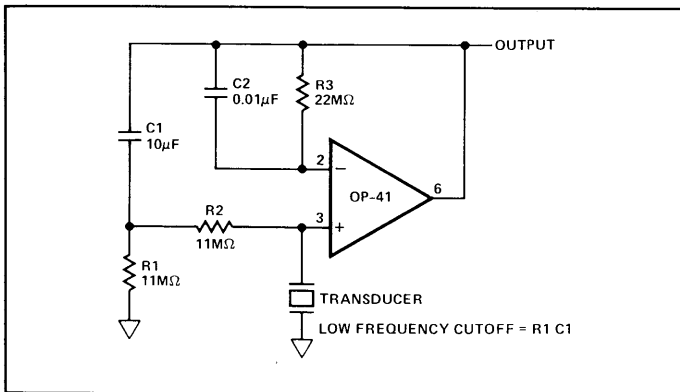 OUTPUT
C2
0.01µF
R3
22MΩ
C1
10µF
2
−
OP-41
6
R2
11MΩ
3
+
R1
11MΩ
TRANSDUCER
LOW FREQUENCY CUTOFF = R1 C1